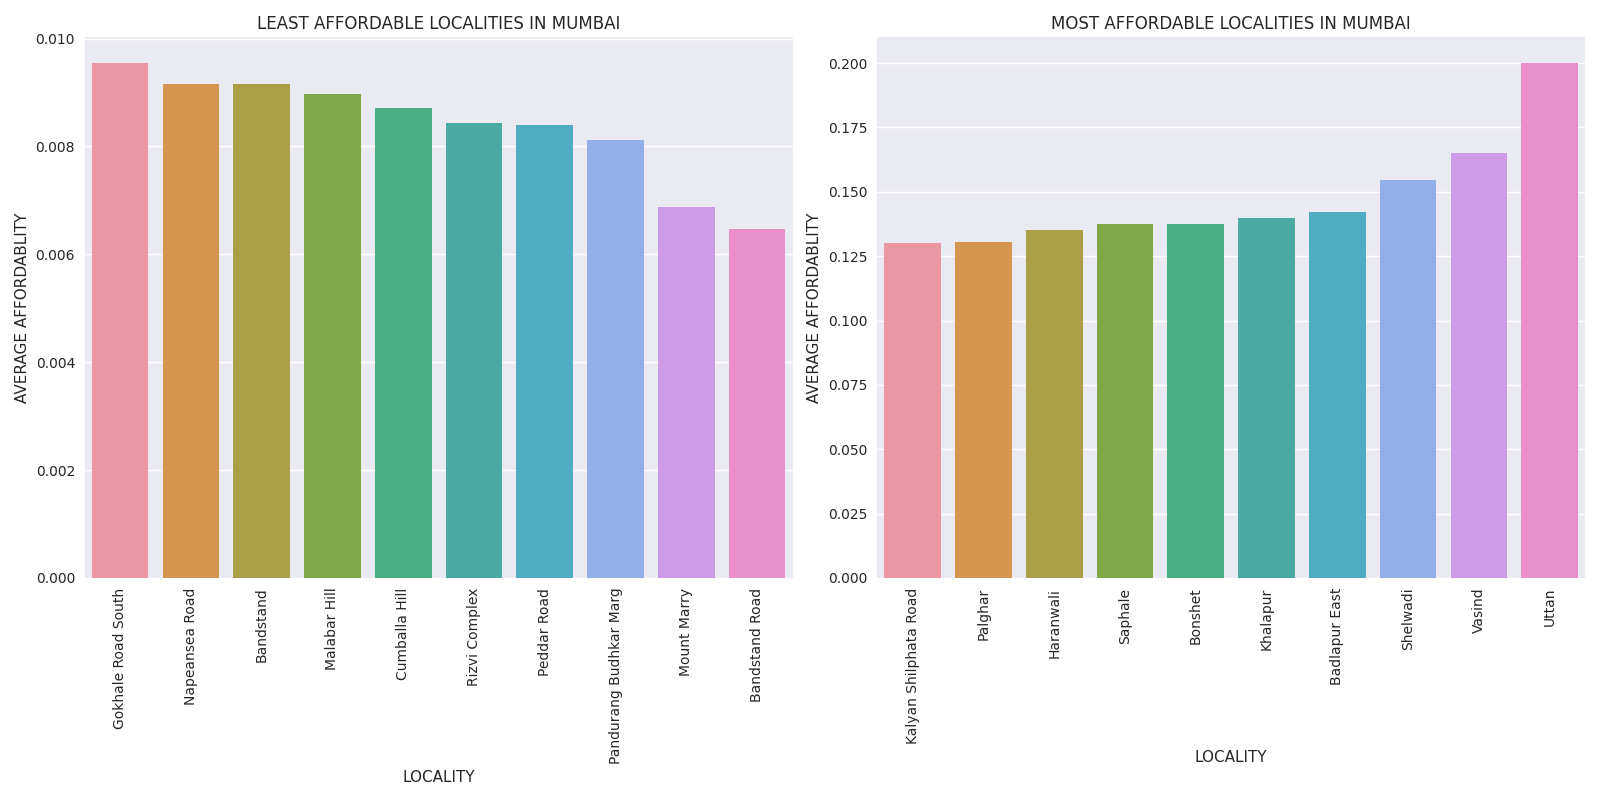 LEAST AFFORDABLE LOCALITIES IN MUMBAI
AVERAGE AFFORDABLITY
0.010
0.008
0.006
0.004
0.002
0.000
Gokhale Road South
Napeansea Road
Bandstand
Malabar Hill
Cumballa Hill
Rizvi Complex
Peddar Road
Pandurang Budhkar Marg
Mount Marry
Bandstand Road
LOCALITY
MOST AFFORDABLE LOCALITIES IN MUMBAI
AVERAGE AFFORDABLITY
0.200
0.175
0.150
0.125
0.100
0.075
0.050
0.025
0.000
Kalyan Shilphata Road
Palghar
Haranwali
Saphale
Bonshet
Khalapur
Badlapur East
Shelwadi
Vasind
Uttan
LOCALITY